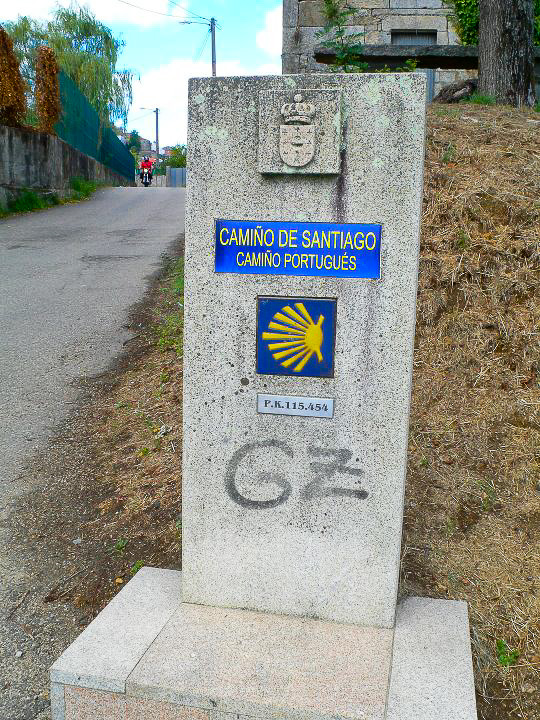 CAMIÑO DE SANTIAGO
CAMIÑO PORTUGUÉS
P.K.115.454
GZ